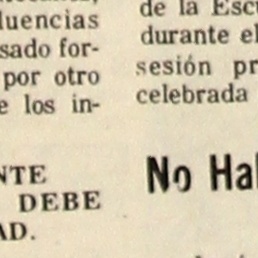 luencias
sado for-
por otro
e los in-
NTE
DEBE
AD.
de la Escu
durante el
sesión pr
celebrada
No Hal